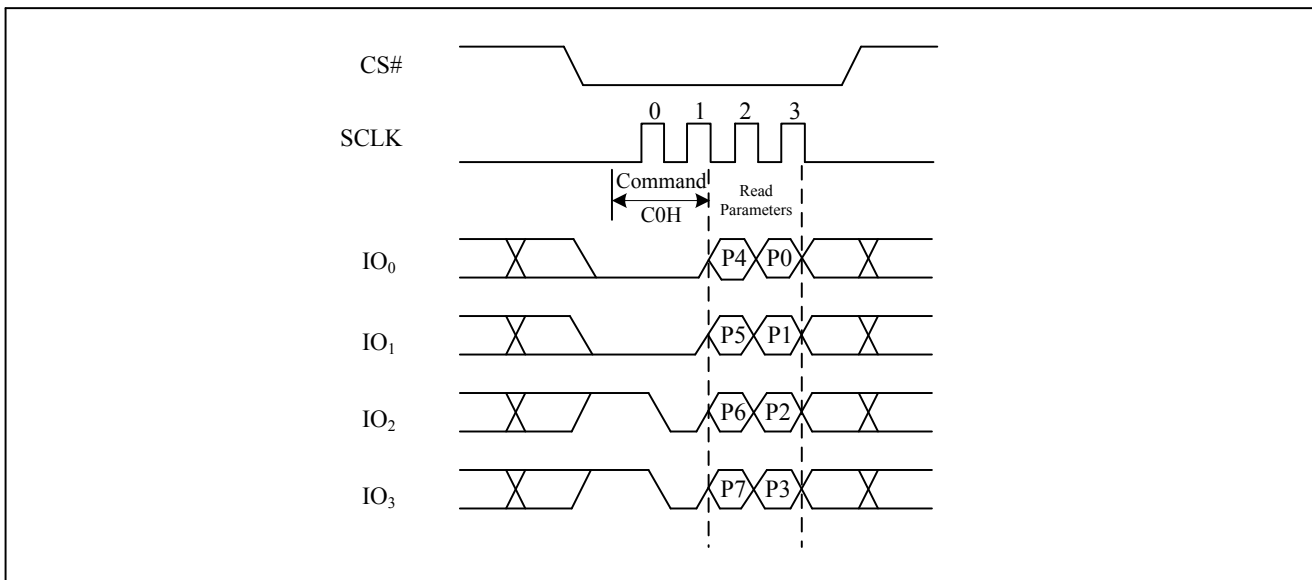 CS#
0 1 2 3
SCLK
Command
C0H
Read
Parameters
IO0 P4 P0
IO1 P5 P1
IO2 P6 P2
IO3 P7 P3